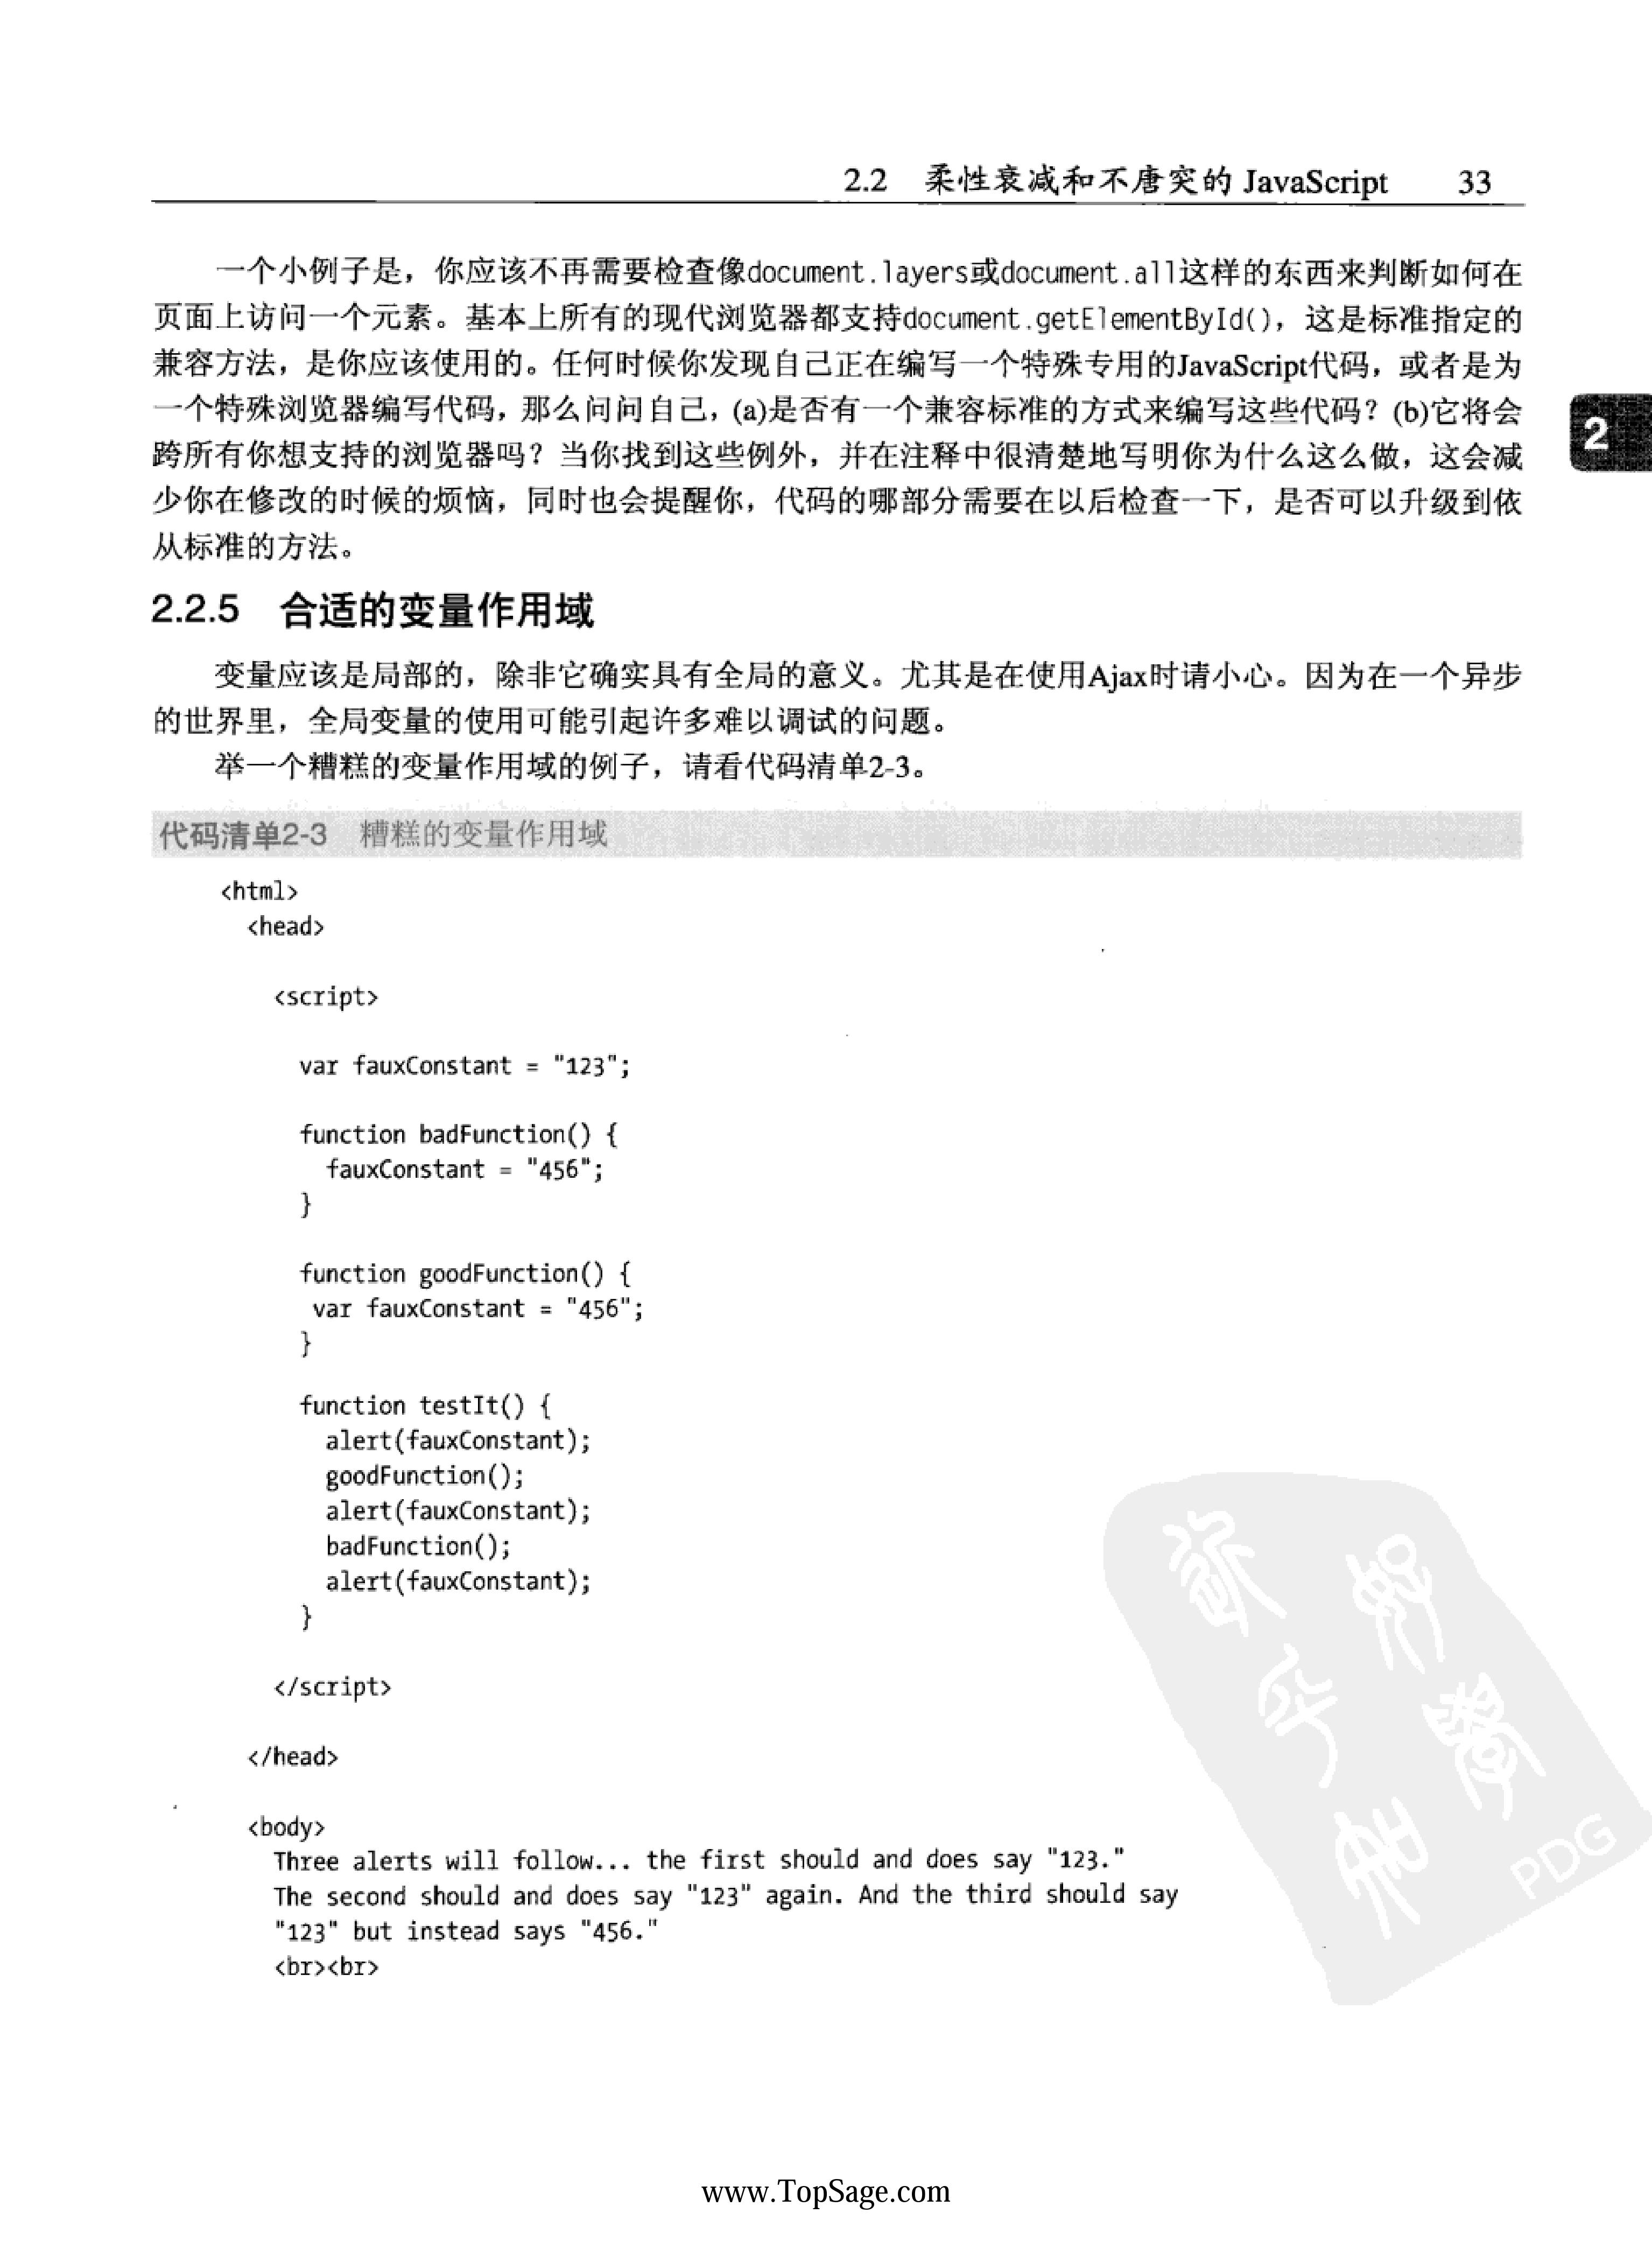 2.2 柔性衰减和不唐突的 JavaScript 33
一个小例子是，你应该不再需要检查像document.layers或document.all这样的东西来判断如何在
页面上访问一个元素。基本上所有的现代浏览器都支持document.getElementById()，这是标准指定的
兼容方法，是你应该使用的。任何时候你发现自己正在编写一个特殊专用的JavaScript代码，或者是为
一个特殊浏览器编写代码，那么问问自己，(a)是否有一个兼容标准的方式来编写这些代码？(b)它将会
跨所有你想支持的浏览器吗？当你找到这些例外，并在注释中很清楚地写明你为什么这么做，这会减
少你在修改的时候的烦恼，同时也会提醒你，代码的哪部分需要在以后检查一下，是否可以升级到依
从标准的方法。
2
2.2.5 合适的变量作用域
变量应该是局部的，除非它确实具有全局的意义。尤其是在使用Ajax时请小心。因为在一个异步
的世界里，全局变量的使用可能引起许多难以调试的问题。
举一个糟糕的变量作用域的例子，请看代码清单2-3。
代码清单2-3 糟糕的变量作用域
<html>
<head>
<script>
var fauxConstant = "123";
function badFunction() {
fauxConstant = "456";
}
function goodFunction() {
var fauxConstant = "456";
}
function testIt() {
alert(fauxConstant);
goodFunction();
alert(fauxConstant);
badFunction();
alert(fauxConstant);
}
</script>
</head>
<body>
Three alerts will follow... the first should and does say "123."
The second should and does say "123" again. And the third should say
"123" but instead says "456."
<br><br>
PDG
www.TopSage.com